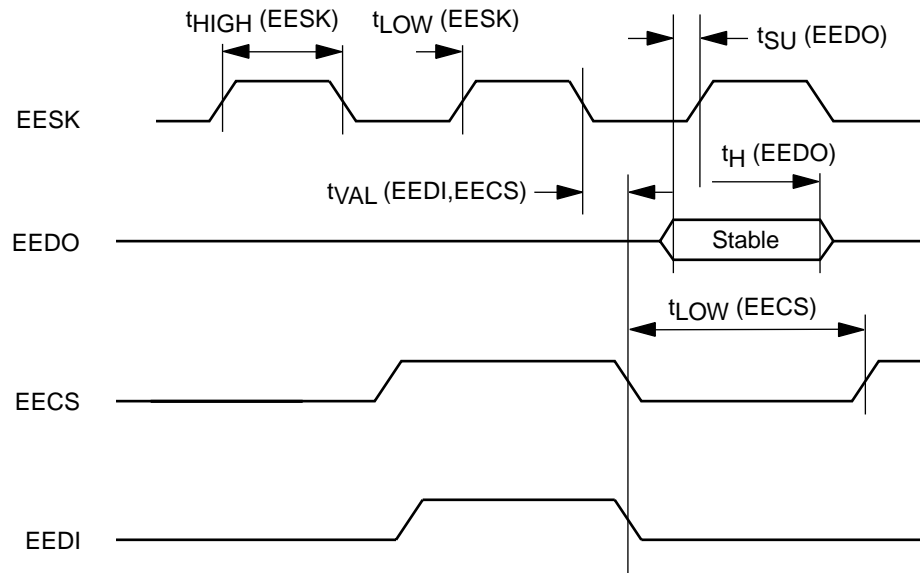 tHIGH (EESK)
tLOW (EESK)
tSU (EEDO)
EESK
tH (EEDO)
tVAL (EEDI,EECS)
EEDO
Stable
tLOW (EECS)
EECS
EEDI